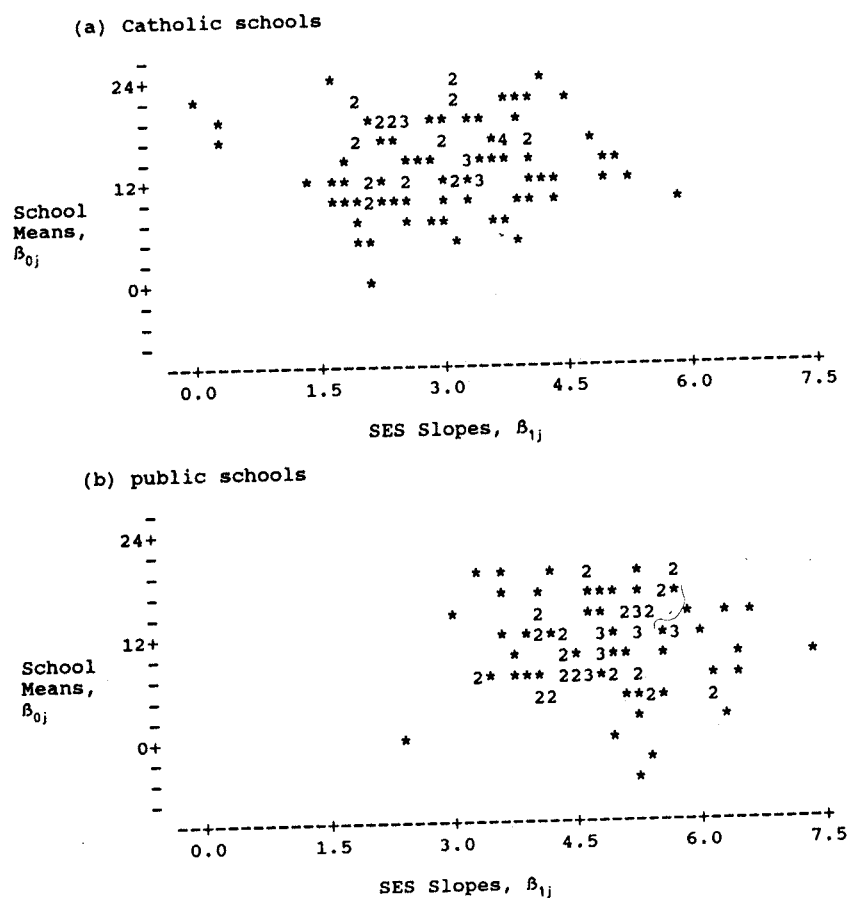 (a) Catholic schools
24+
12+
School
Means,
β0j
0+
0.0 1.5 3.0 4.5 6.0 7.5
SES Slopes, β1j
(b) public schools
24+
12+
School
Means,
β0j
0+
0.0 1.5 3.0 4.5 6.0 7.5
SES Slopes, β1j